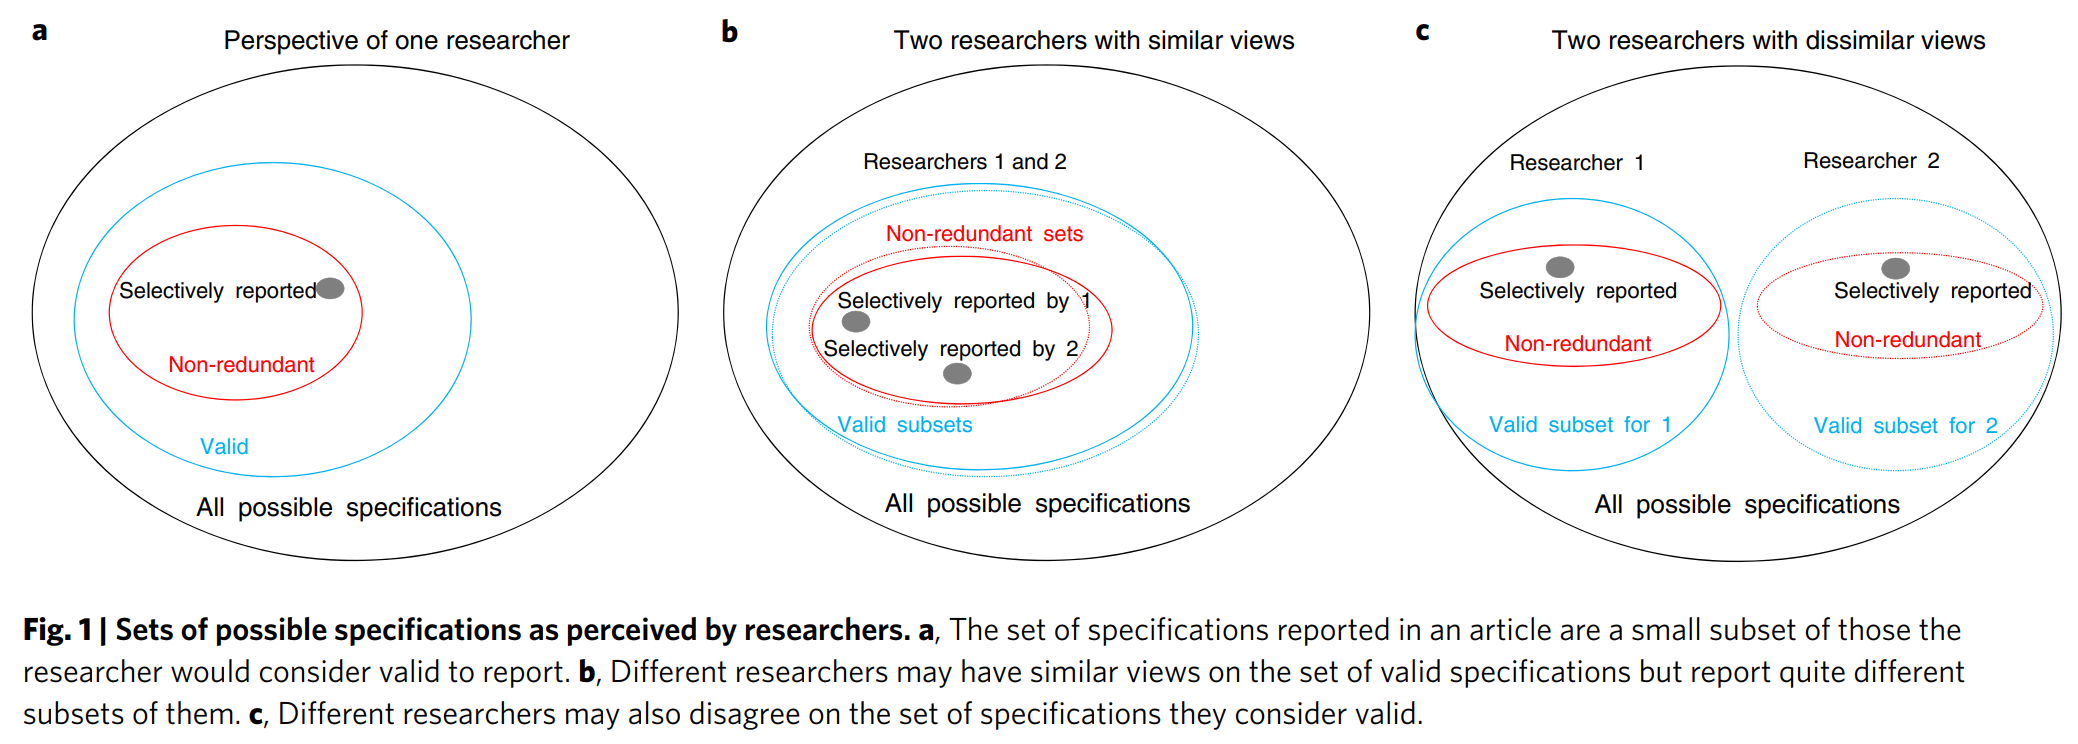 a
Perspective of one researcher
Selectively reported
Non-redundant
Valid
All possible specifications
b
Two researchers with similar views
Researchers 1 and 2
Non-redundant sets
Selectively reported by 1
Selectively reported by 2
Valid subsets
All possible specifications
c
Two researchers with dissimilar views
Researcher 1
Selectively reported
Non-redundant
Valid subset for 1
Researcher 2
Selectively reported
Non-redundant
Valid subset for 2
All possible specifications
Fig. 1 | Sets of possible specifications as perceived by researchers. a, The set of specifications reported in an article are a small subset of those the
researcher would consider valid to report. b, Different researchers may have similar views on the set of valid specifications but report quite different
subsets of them. c, Different researchers may also disagree on the set of specifications they consider valid.